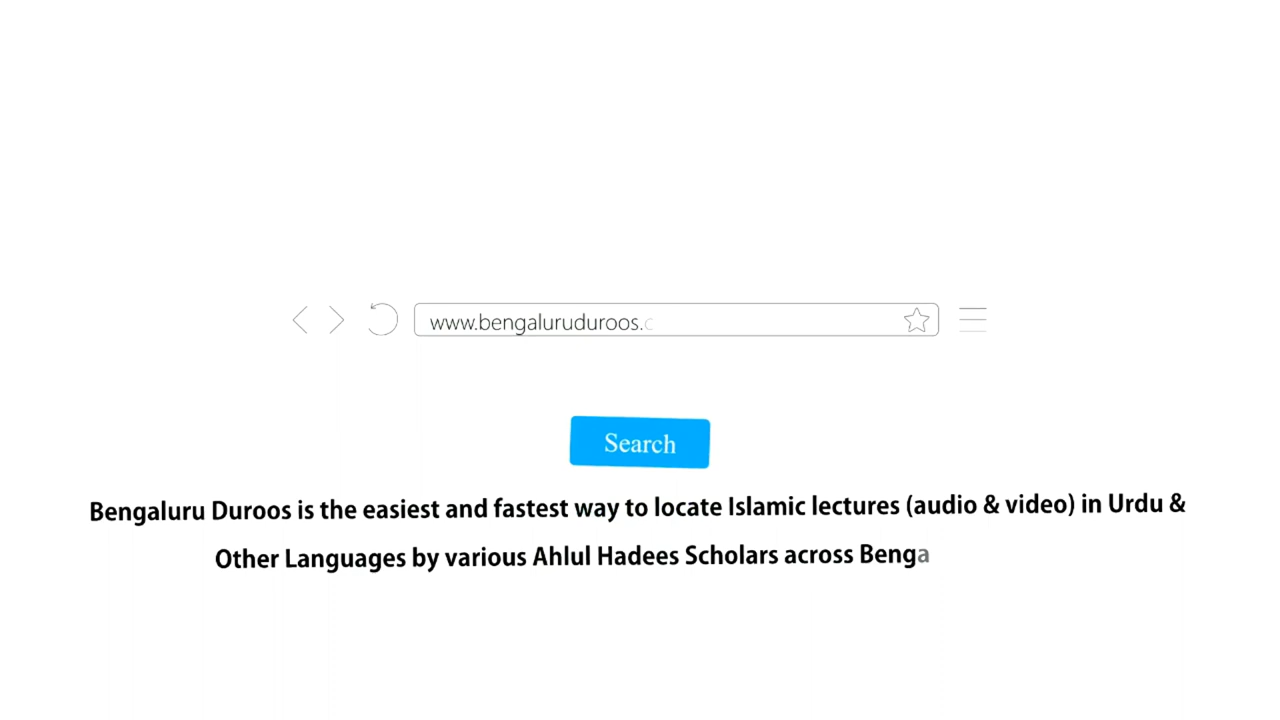 www.bengaluruduroos.c
Search
Bengaluru Duroos is the easiest and fastest way to locate Islamic lectures (audio & video) in Urdu &
Other Languages by various Ahlul Hadees Scholars across Benga